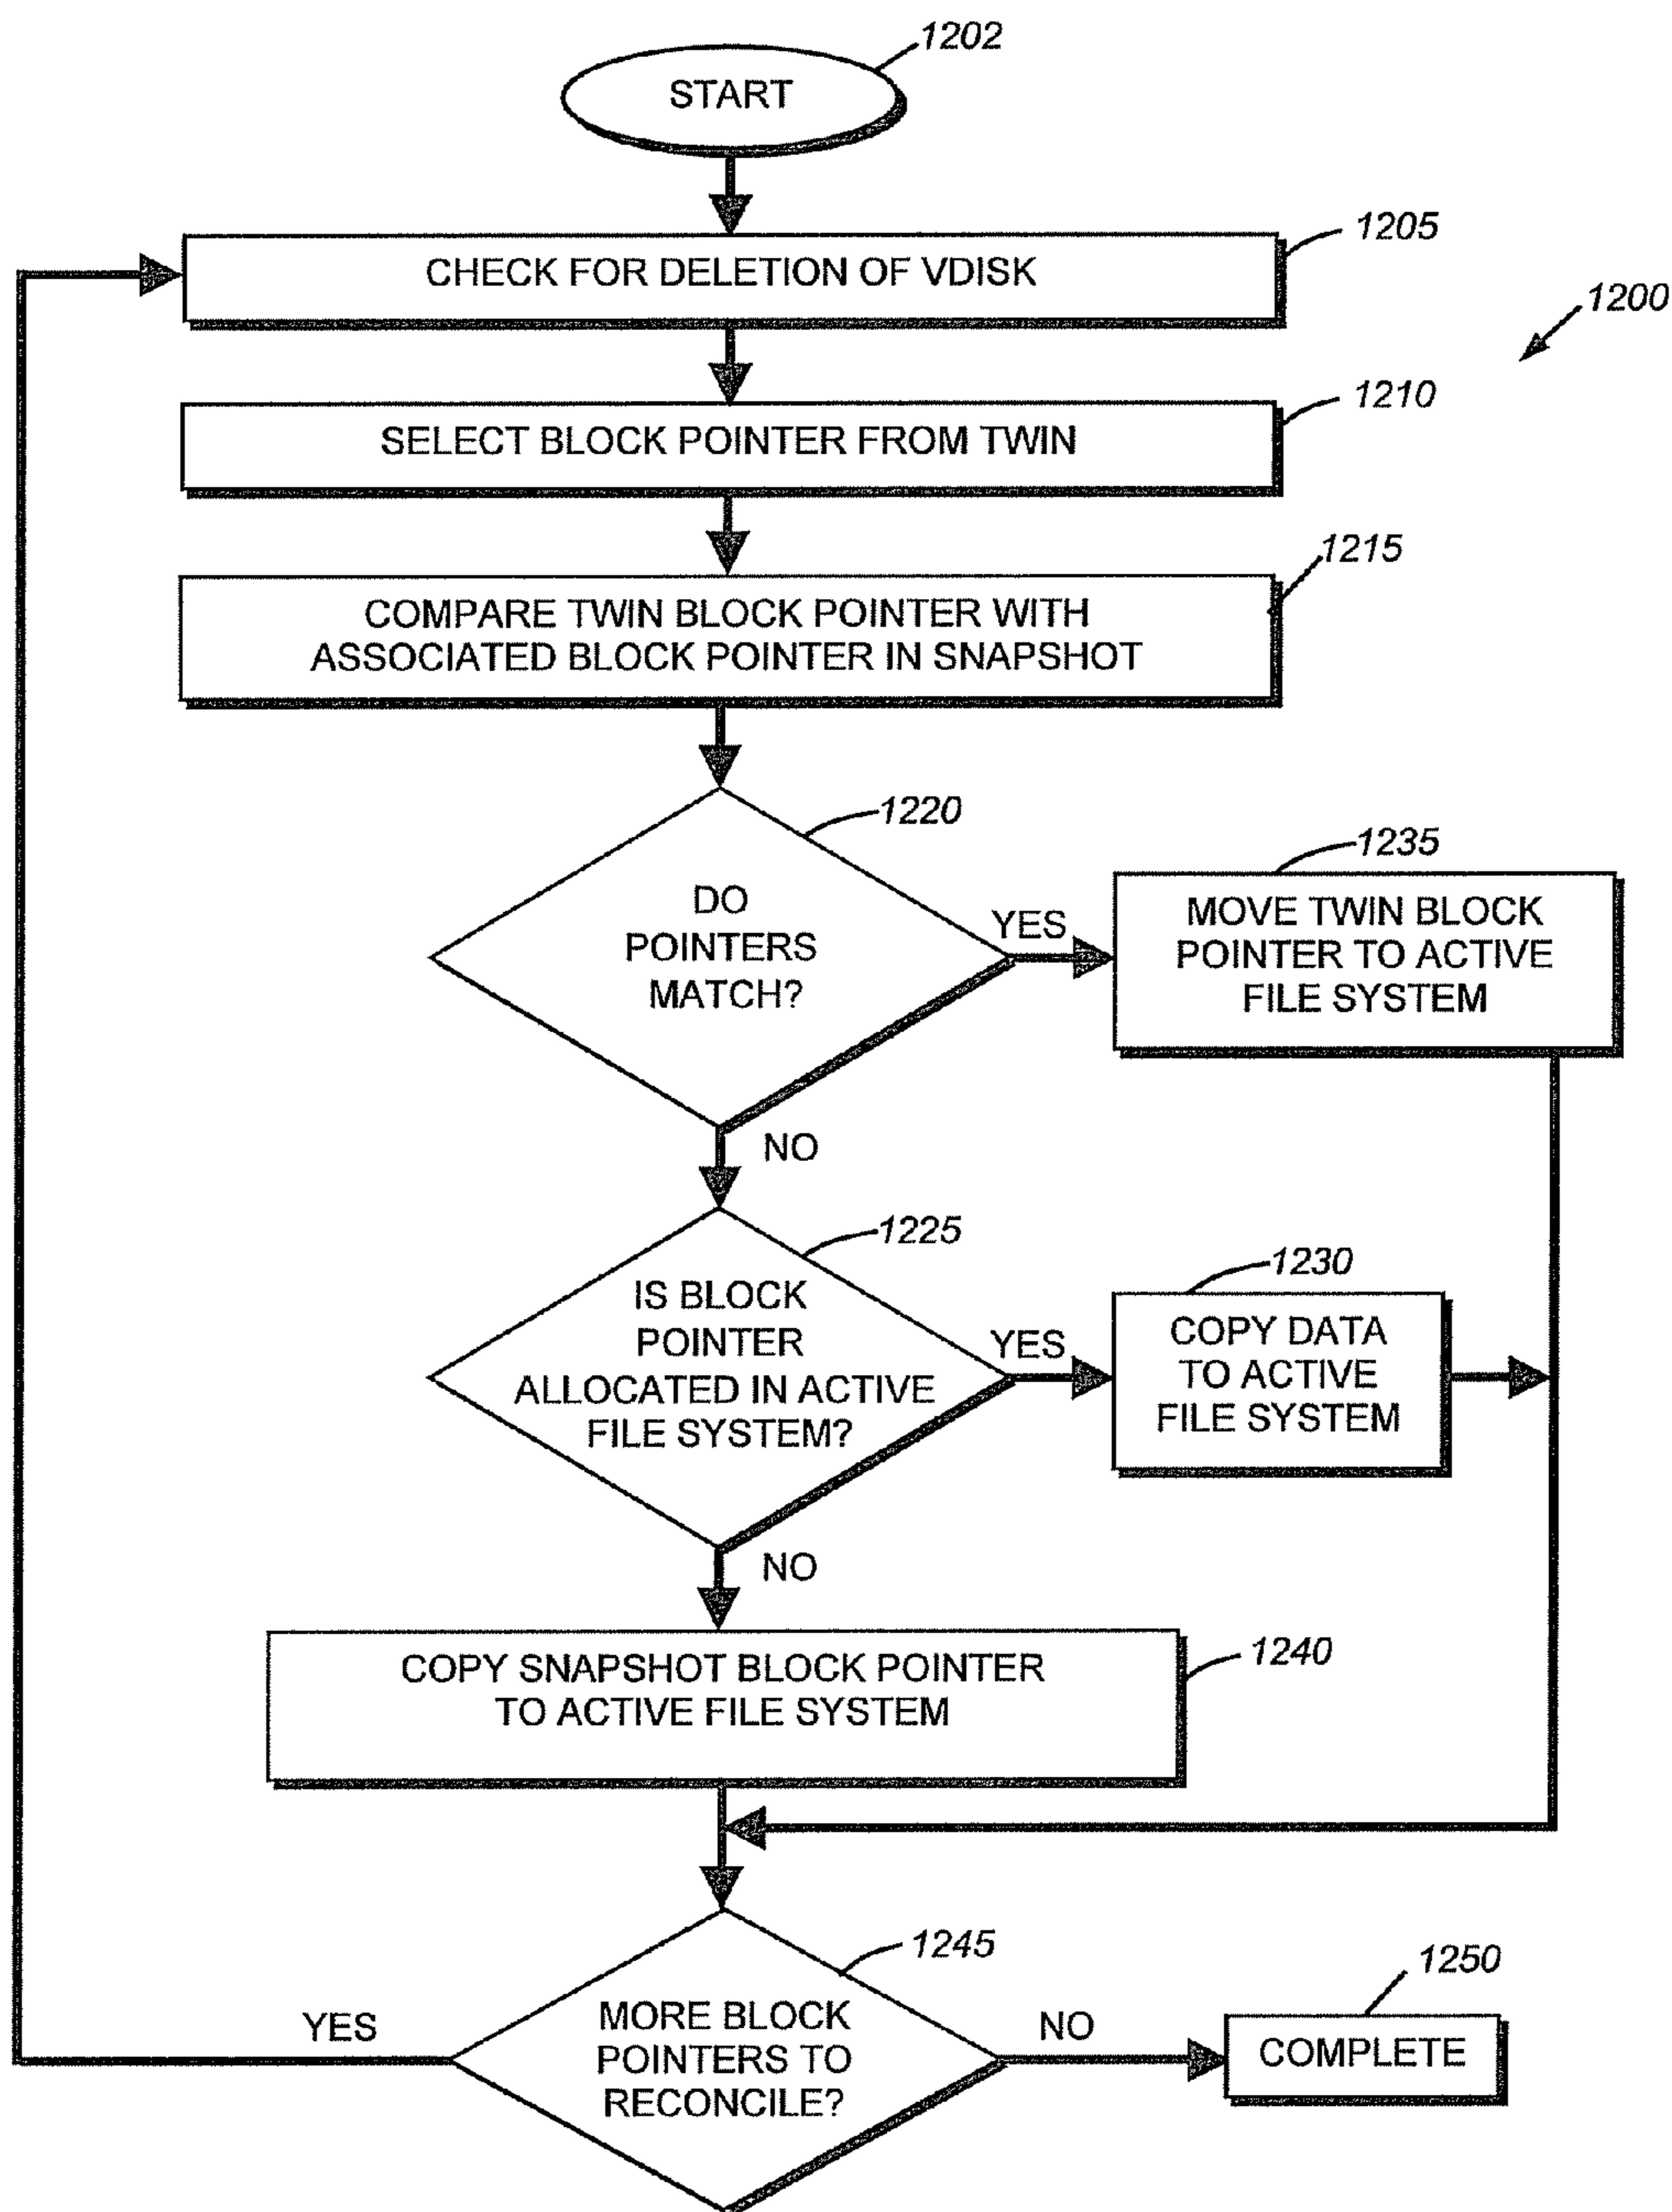 1202
START
1205
CHECK FOR DELETION OF VDISK
1200
1210
SELECT BLOCK POINTER FROM TWIN
1215
COMPARE TWIN BLOCK POINTER WITH
ASSOCIATED BLOCK POINTER IN SNAPSHOT
1220
DO
POINTERS
MATCH?
YES
1235
MOVE TWIN BLOCK
POINTER TO ACTIVE
FILE SYSTEM
NO
1225
IS BLOCK
POINTER
ALLOCATED IN ACTIVE
FILE SYSTEM?
YES
1230
COPY DATA
TO ACTIVE
FILE SYSTEM
NO
1240
COPY SNAPSHOT BLOCK POINTER
TO ACTIVE FILE SYSTEM
1245
MORE BLOCK
POINTERS TO
RECONCILE?
YES
NO
1250
COMPLETE